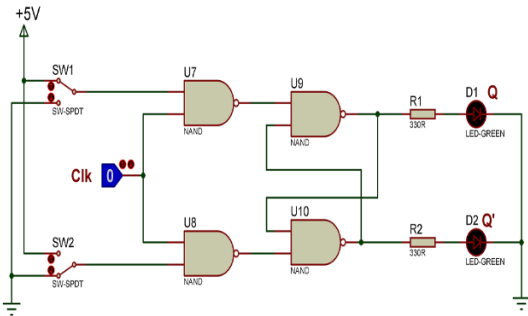 +5V
SW1
SW-SPDT
U7
NAND
U9
NAND
R1
330R
D1 Q
LED-GREEN
Clk 0
SW2
SW-SPDT
U8
NAND
U10
NAND
R2
330R
D2 Q'
LED-GREEN